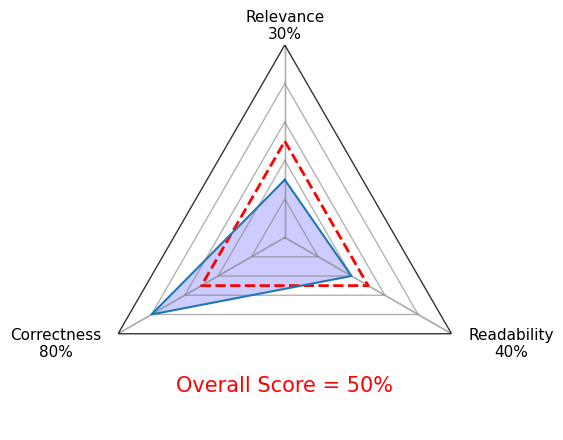 Relevance
30%
Correctness
80%
Readability
40%
Overall Score = 50%